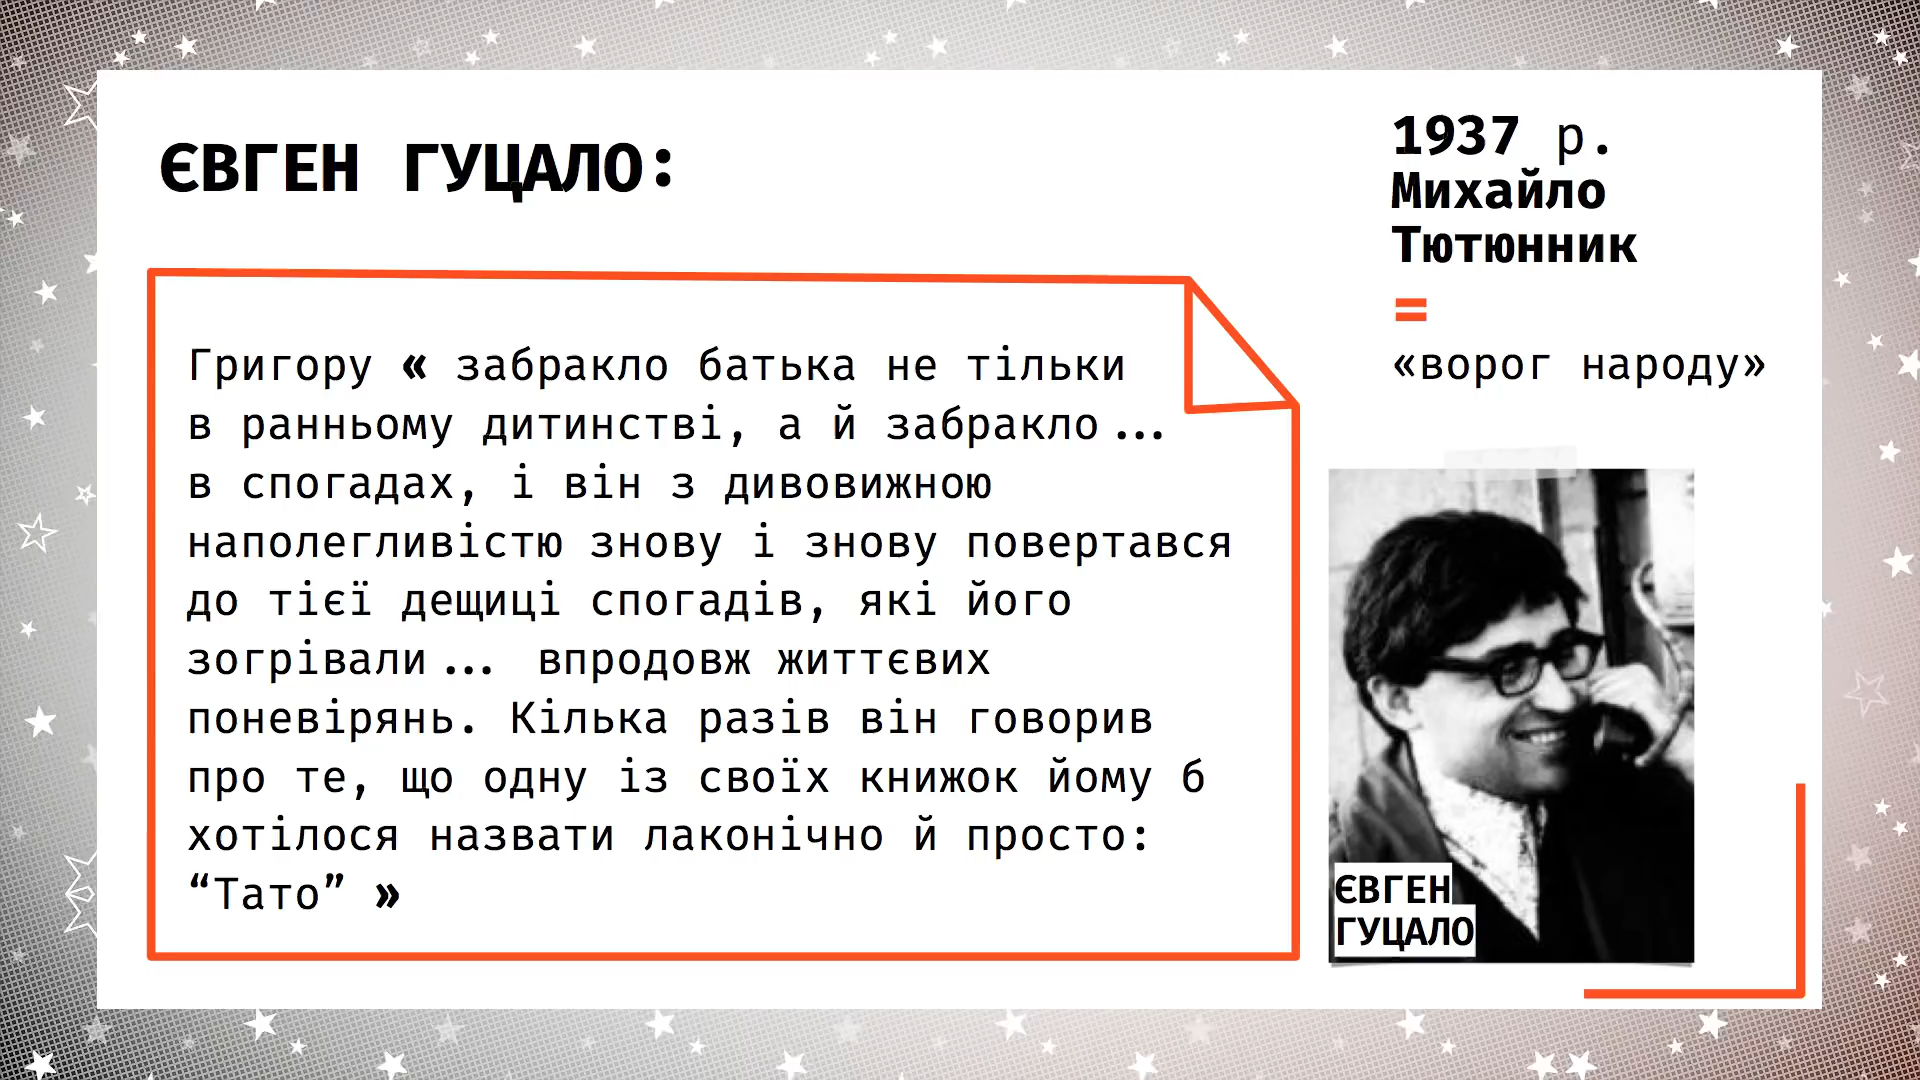 ЄВГЕН ГУЦАЛО:
Григору « забракло батька не тільки
в ранньому дитинстві, а й забракло...
в спогадах, і він з дивовижною
наполегливістю знову і знову повертався
до тієї дещиці спогадів, які його
зогрівали... впродовж життєвих
поневірянь. Кілька разів він говорив
про те, що одну із своїх книжок йому б
хотілося назвати лаконічно й просто:
“Тато” »
1937 р.
Михайло
Тютюнник
=
«ворог народу»
ЄВГЕН
ГУЦАЛО